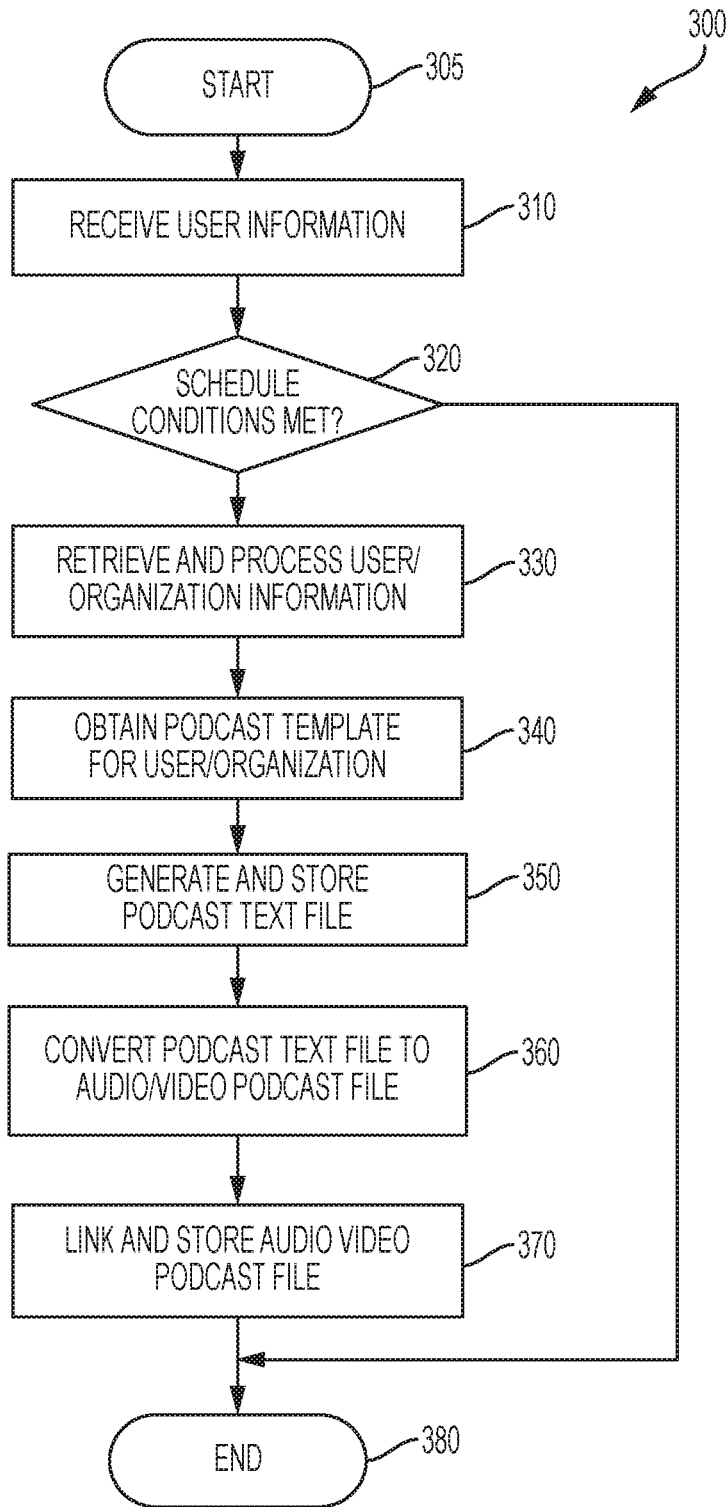 300
START
305
RECEIVE USER INFORMATION
310
320
SCHEDULE
CONDITIONS MET?
RETRIEVE AND PROCESS USER/
ORGANIZATION INFORMATION
330
OBTAIN PODCAST TEMPLATE
FOR USER/ORGANIZATION
340
GENERATE AND STORE
PODCAST TEXT FILE
350
CONVERT PODCAST TEXT FILE TO
AUDIO/VIDEO PODCAST FILE
360
LINK AND STORE AUDIO VIDEO
PODCAST FILE
370
END
380